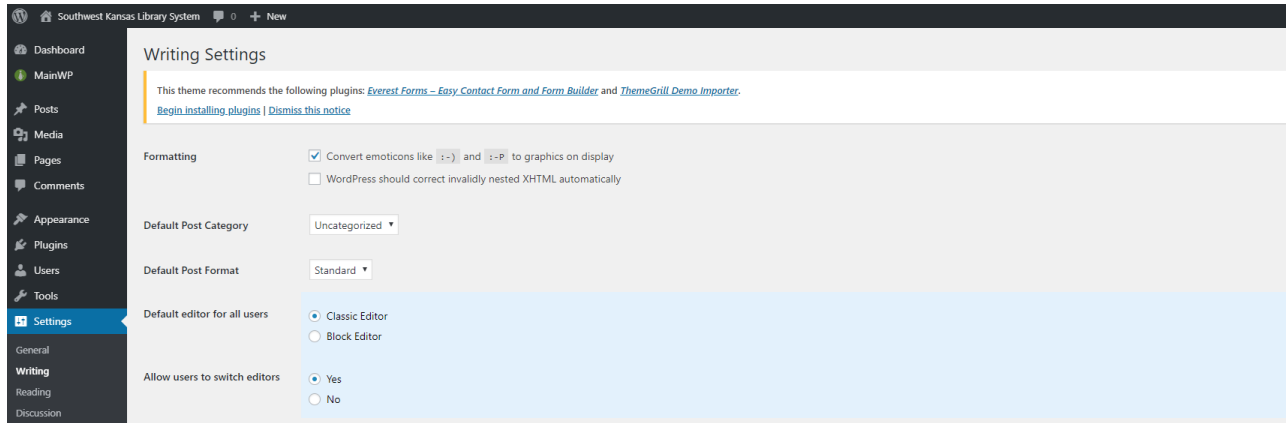 Southwest Kansas Library System 0 + New
Dashboard
MainWP
Posts
Media
Pages
Comments
Appearance
Plugins
Users
Tools
Settings
General
Writing
Reading
Discussion
Writing Settings
This theme recommends the following plugins: Everest Forms – Easy Contact Form and Form Builder and ThemeGrill Demo Importer.
Begin installing plugins | Dismiss this notice
Formatting
Convert emoticons like :-) and :-P to graphics on display
WordPress should correct invalidly nested XHTML automatically
Default Post Category Uncategorized
Default Post Format Standard
Default editor for all users
Classic Editor
Block Editor
Allow users to switch editors
Yes
No